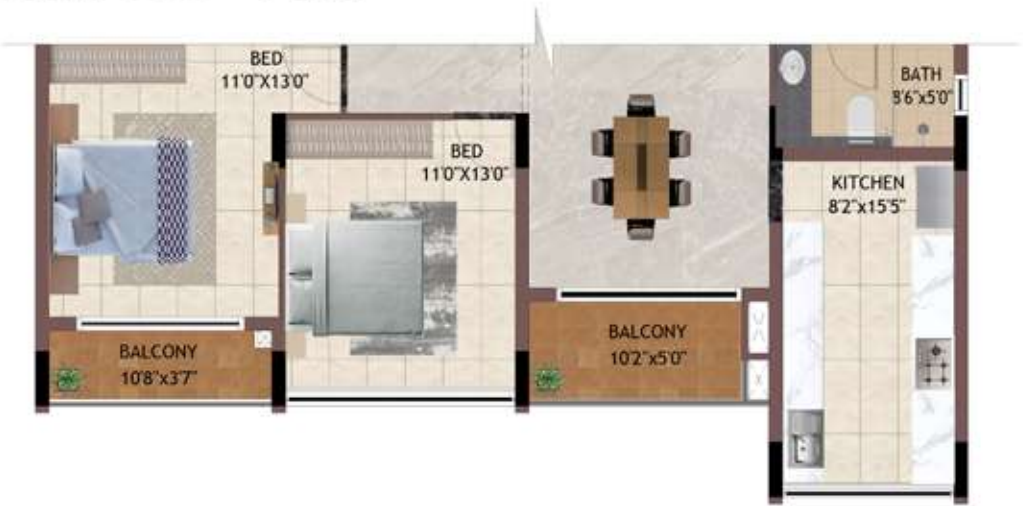 BED
11'0"X13'0"
BED
11'0"X13'0"
BATH
8'6"x5'0"
KITCHEN
8'2"x15'5"
BALCONY
10'2"x5'0"
BALCONY
10'8"x3'7"